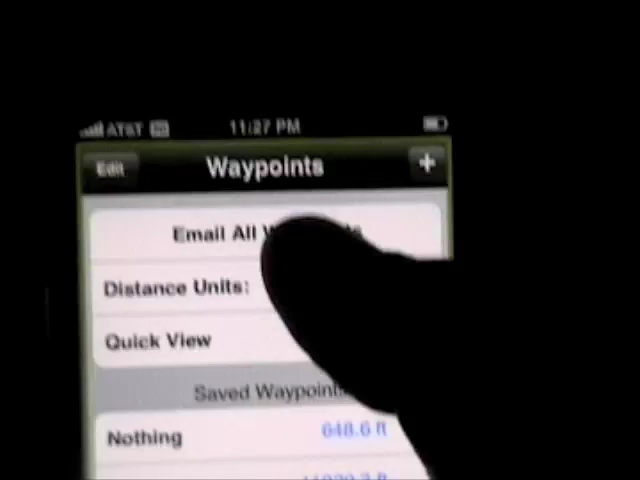 AT&T 11:27 PM
Edit Waypoints +
Email All
Distance Units:
Quick View
Saved Waypoints
Nothing 648.6 ft